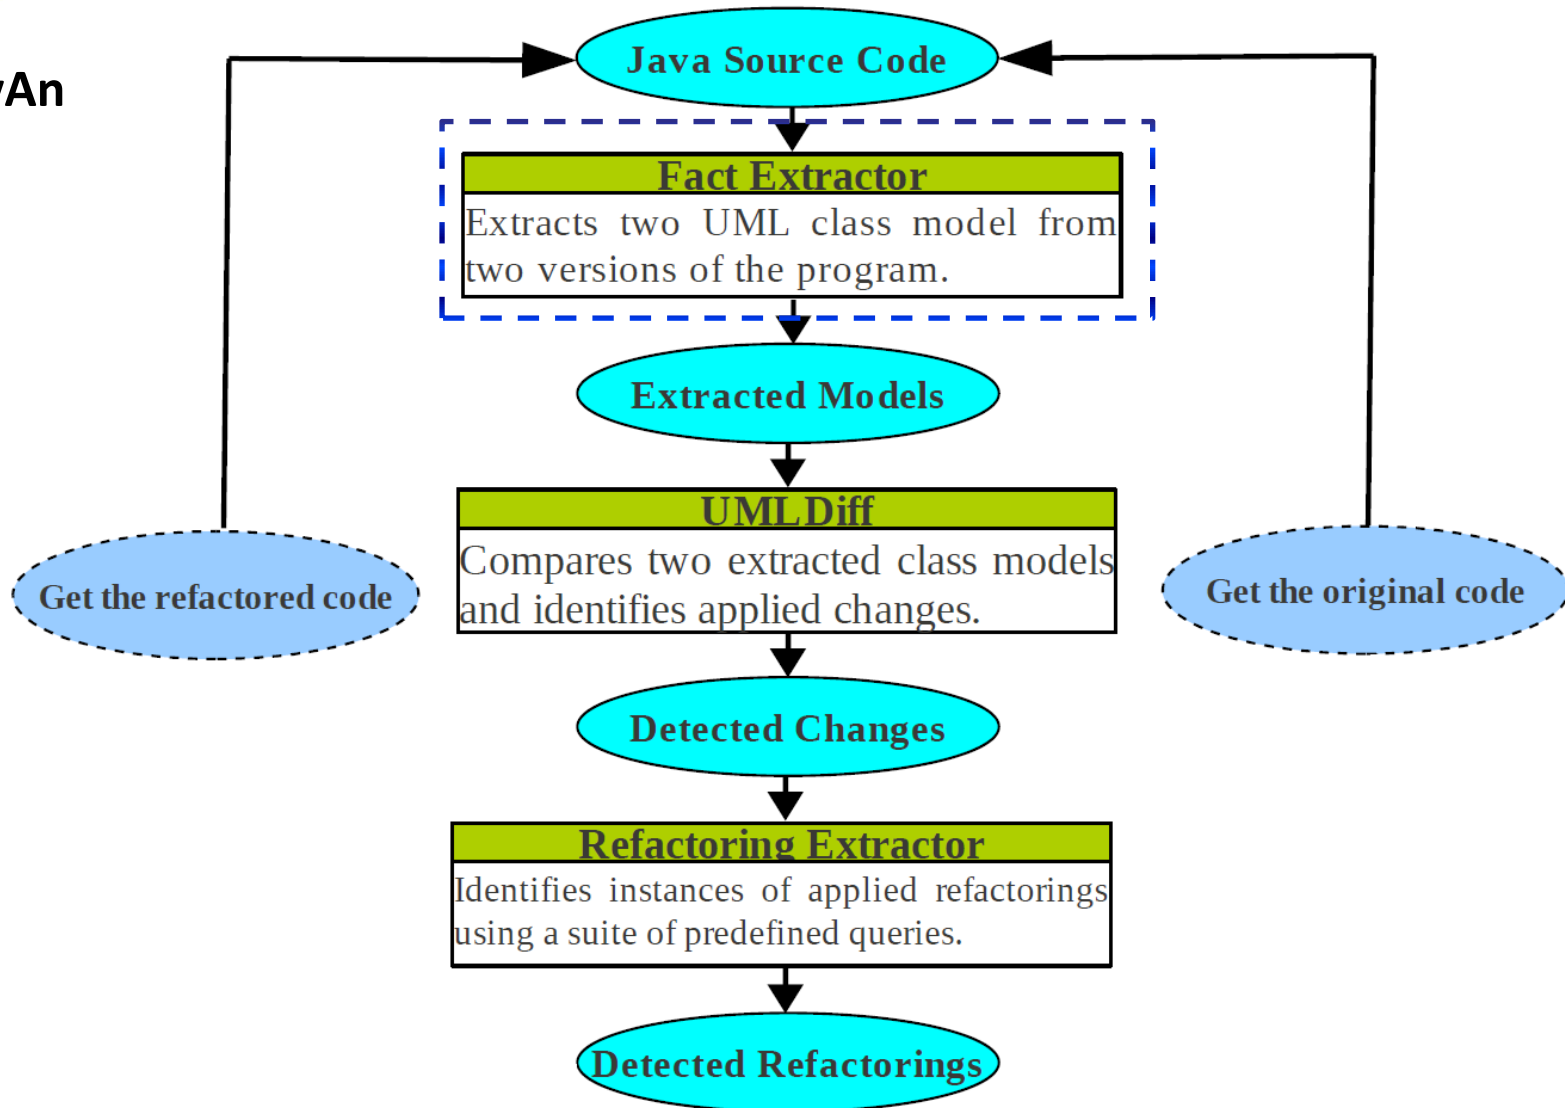 Java Source Code
Fact Extractor
Extracts two UML class model from
two versions of the program.
Extracted Models
UMLDiff
Compares two extracted class models
and identifies applied changes.
Get the refactored code
Get the original code
Detected Changes
Refactoring Extractor
Identifies instances of applied refactorings
using a suite of predefined queries.
Detected Refactorings